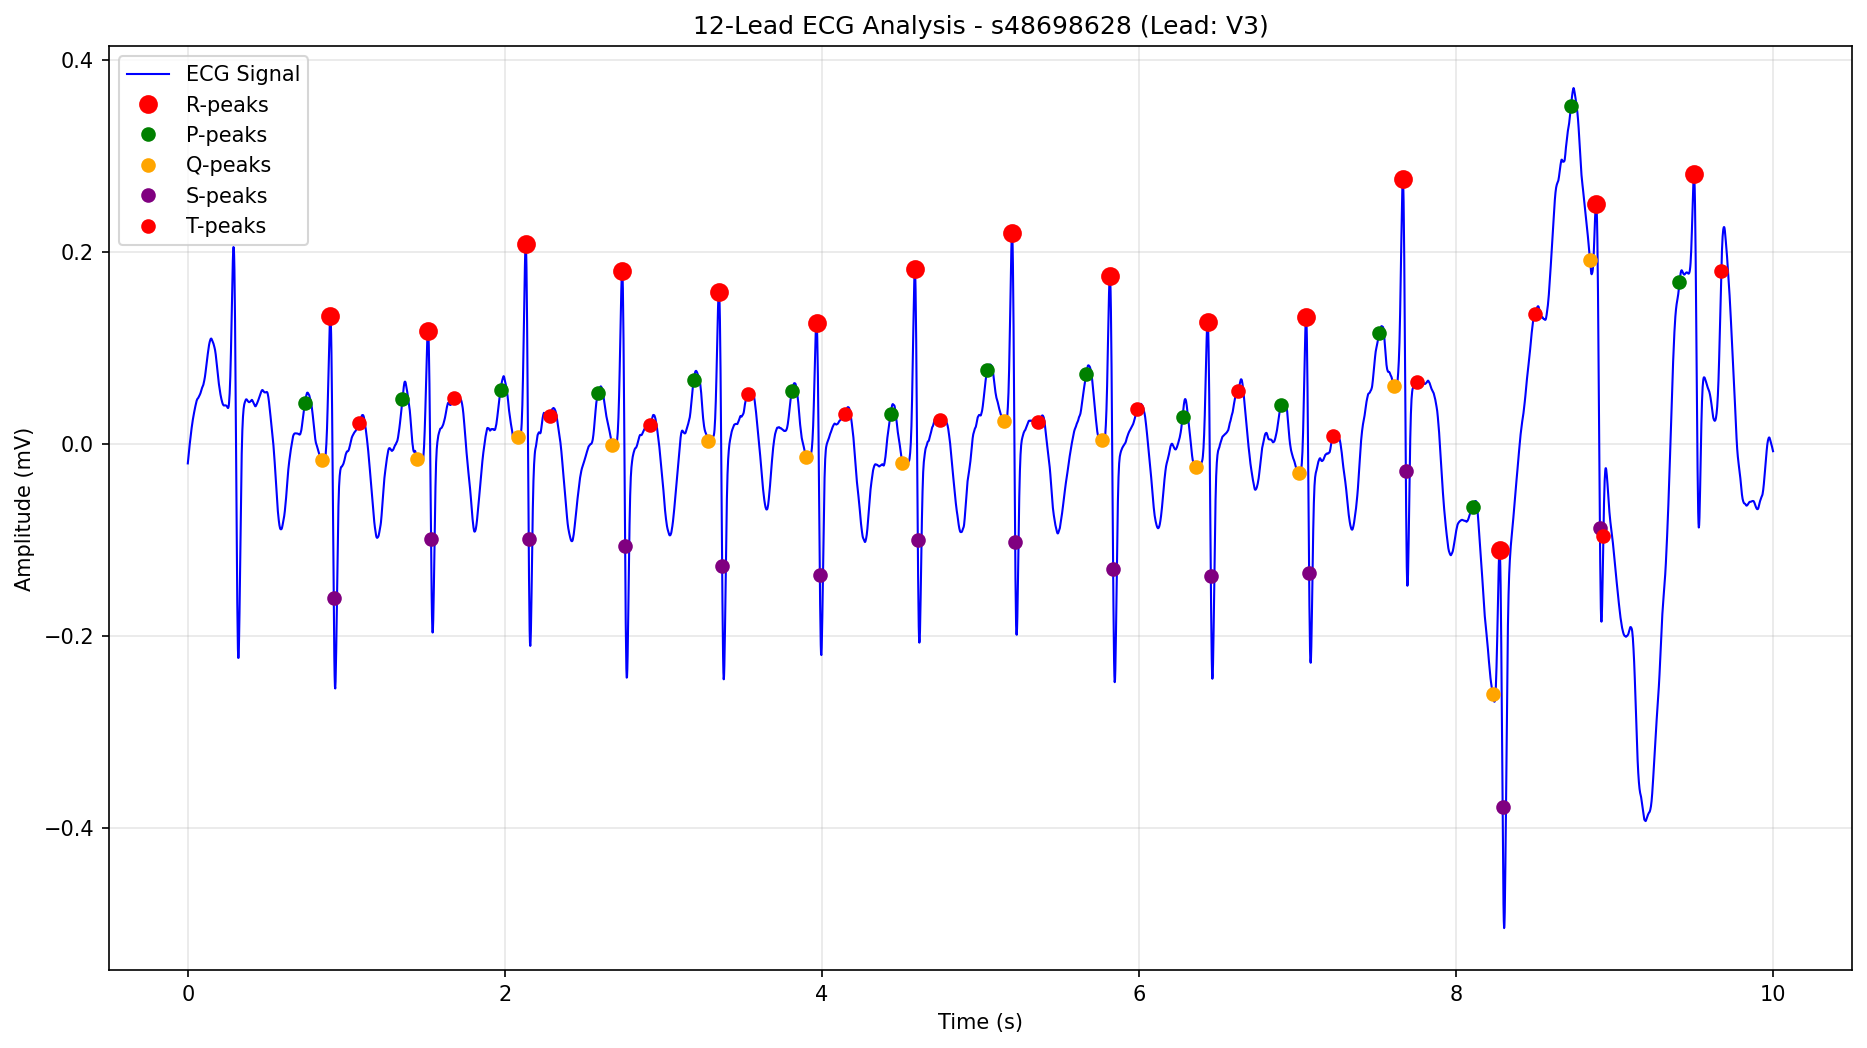 12-Lead ECG Analysis - s48698628 (Lead: V3)
ECG Signal
R-peaks
P-peaks
Q-peaks
S-peaks
T-peaks
Amplitude (mV)
0.4
0.2
0.0
−0.2
−0.4
0 2 4 6 8 10
Time (s)